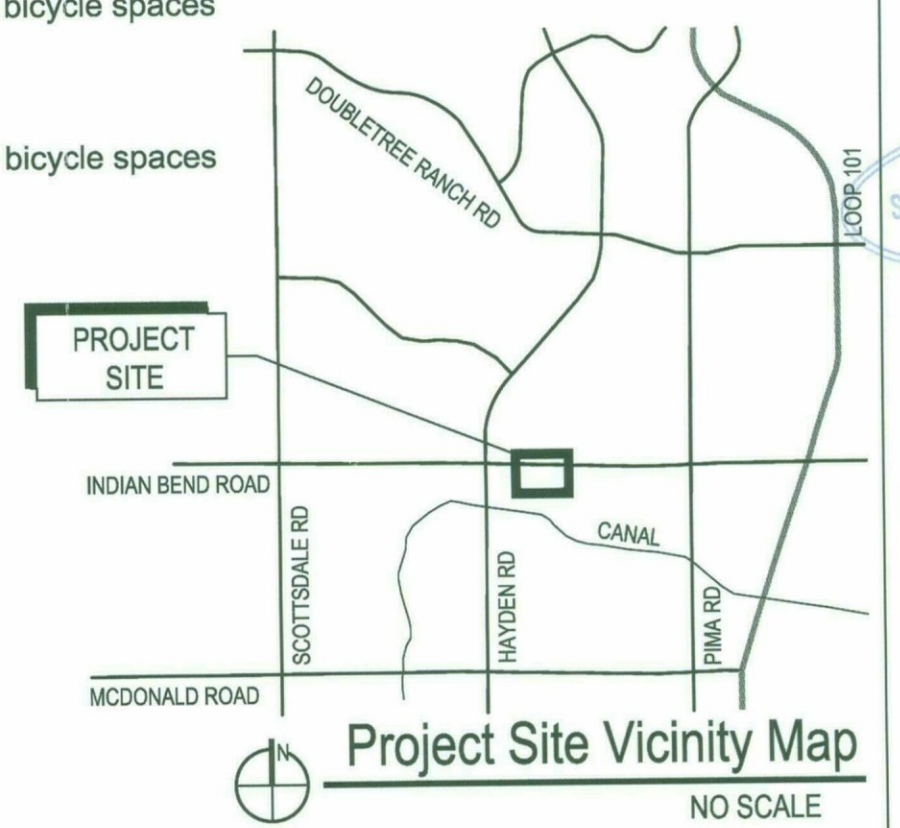 bicycle spaces
bicycle spaces
DOUBLETREE RANCH RD
LOOP 101
PROJECT
SITE
INDIAN BEND ROAD
CANAL
SCOTTSDALE RD
HAYDEN RD
PIMA RD
MCDONALD ROAD
N
Project Site Vicinity Map
NO SCALE